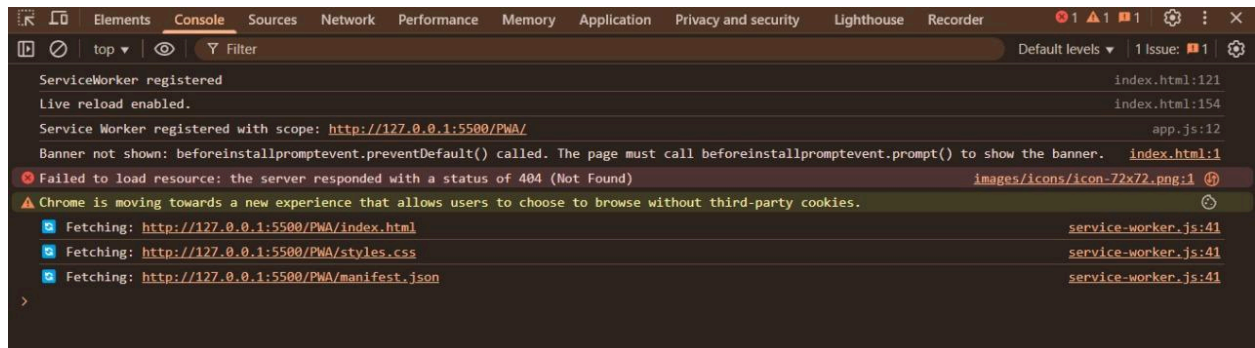 Elements Console Sources Network Performance Memory Application Privacy and security Lighthouse Recorder 1 1 1
top Filter Default levels 1 Issue: 1
ServiceWorker registered index.html:121
Live reload enabled. index.html:154
Service Worker registered with scope: http://127.0.0.1:5500/PWA/ app.js:12
Banner not shown: beforeinstallpromptevent.preventDefault() called. The page must call beforeinstallpromptevent.prompt() to show the banner. index.html:1
Failed to load resource: the server responded with a status of 404 (Not Found) images/icons/icon-72x72.png:1
Chrome is moving towards a new experience that allows users to choose to browse without third-party cookies.
Fetching: http://127.0.0.1:5500/PWA/index.html service-worker.js:41
Fetching: http://127.0.0.1:5500/PWA/styles.css service-worker.js:41
Fetching: http://127.0.0.1:5500/PWA/manifest.json service-worker.js:41